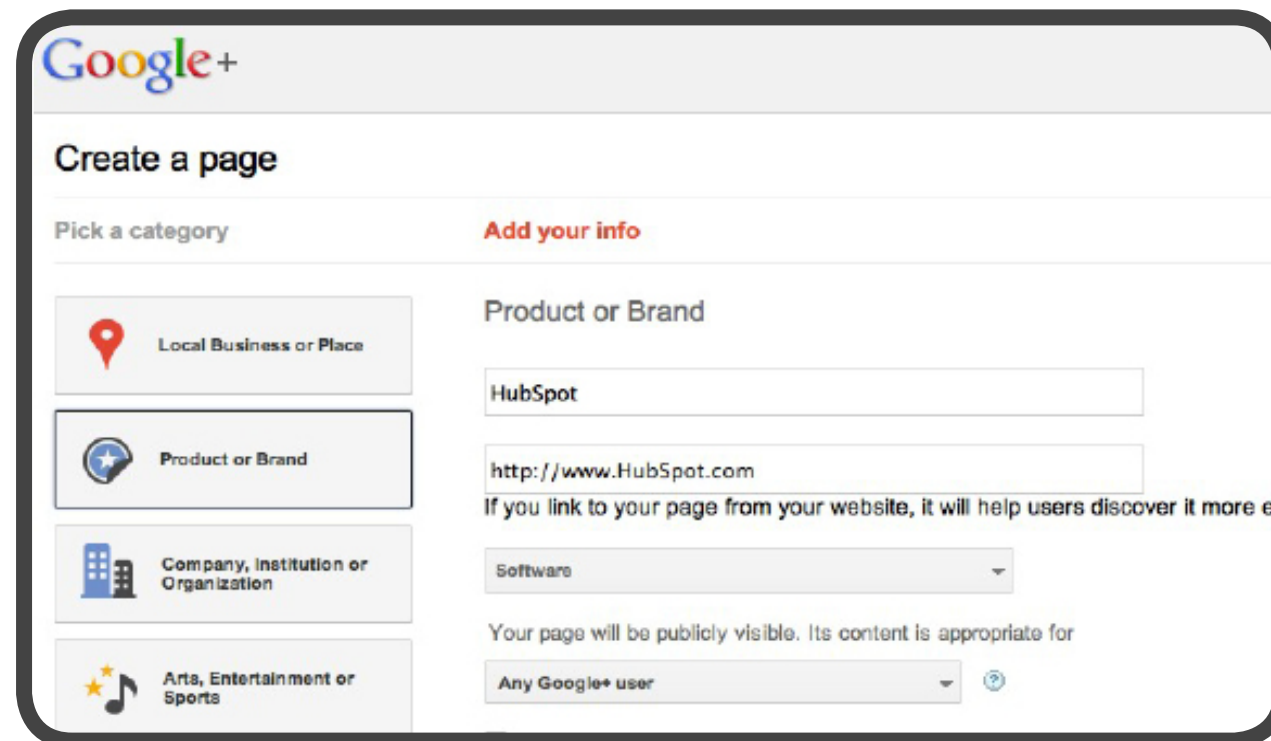 Google+
Create a page
Pick a category
Add your info
Local Business or Place
Product or Brand
Company, Institution or
Organization
Arts, Entertainment or
Sports
Product or Brand
HubSpot
http://www.HubSpot.com
If you link to your page from your website, it will help users discover it more e
Software
Your page will be publicly visible. Its content is appropriate for
Any Google+ user
?